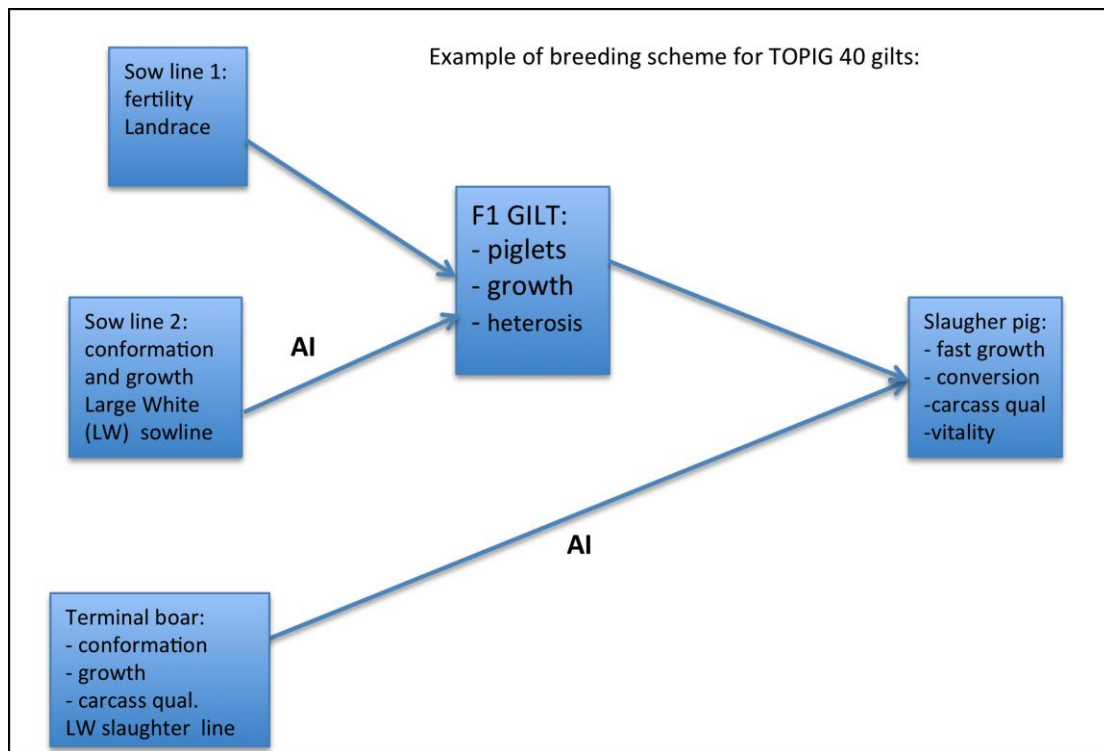 Example of breeding scheme for TOPIG 40 gilts:
Sow line 1:
fertility
Landrace
F1 GILT:
- piglets
- growth
- heterosis
Sow line 2:
conformation
and growth
Large White
(LW) sowline
AI
Slaugher pig:
- fast growth
- conversion
-carcass qual
-vitality
AI
Terminal boar:
- conformation
- growth
- carcass qual.
LW slaughter line